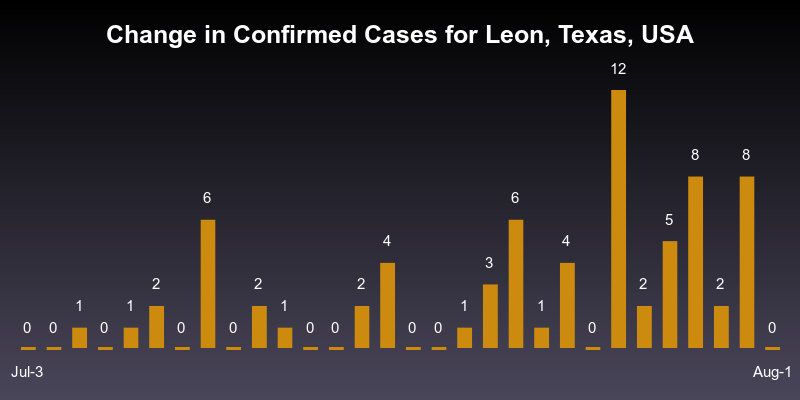 Change in Confirmed Cases for Leon, Texas, USA
0 0 1 0 1 2 0 6 0 2 1 0 0 2 4 0 0 1 3 6 1 4 0 12 2 5 8 2 8 0
Jul-3 Aug-1